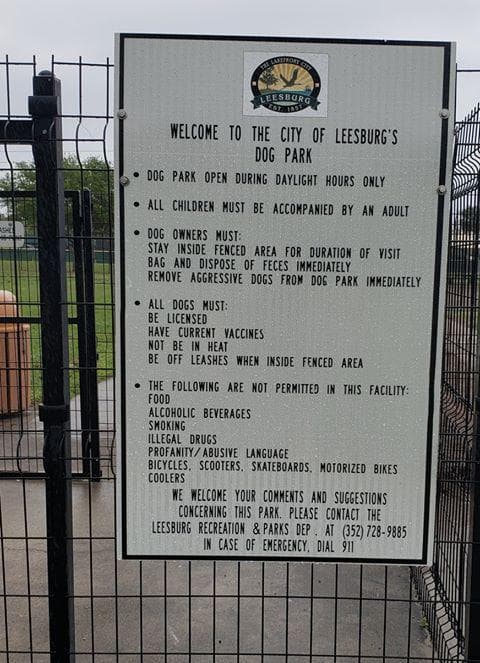 THE LAKEFRONT CITY
LEESBURG
EST. 1857
WELCOME TO THE CITY OF LEESBURG'S
DOG PARK
• DOG PARK OPEN DURING DAYLIGHT HOURS ONLY
• ALL CHILDREN MUST BE ACCOMPANIED BY AN ADULT
• DOG OWNERS MUST:
STAY INSIDE FENCED AREA FOR DURATION OF VISIT
BAG AND DISPOSE OF FECES IMMEDIATELY
REMOVE AGGRESSIVE DOGS FROM DOG PARK IMMEDIATELY
• ALL DOGS MUST:
BE LICENSED
HAVE CURRENT VACCINES
NOT BE IN HEAT
BE OFF LEASHES WHEN INSIDE FENCED AREA
• THE FOLLOWING ARE NOT PERMITTED IN THIS FACILITY:
FOOD
ALCOHOLIC BEVERAGES
SMOKING
ILLEGAL DRUGS
PROFANITY/ABUSIVE LANGUAGE
BICYCLES, SCOOTERS, SKATEBOARDS, MOTORIZED BIKES
COOLERS
WE WELCOME YOUR COMMENTS AND SUGGESTIONS
CONCERNING THIS PARK. PLEASE CONTACT THE
LEESBURG RECREATION & PARKS DEP . AT (352) 728-9885
IN CASE OF EMERGENCY, DIAL 911